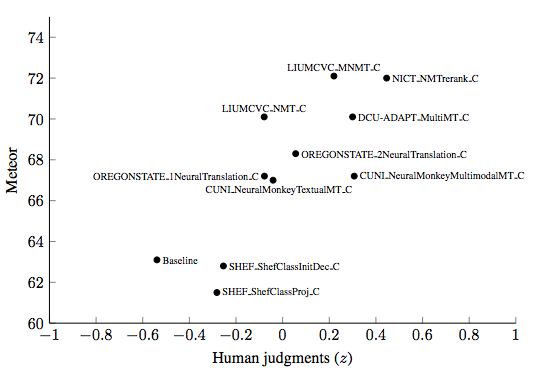 74
LIUMCVC_MNMT_C
72
NICT_NMTrerank_C
LIUMCVC_NMT_C
70
DCU-ADAPT_MultiMT_C
68
OREGONSTATE_2NeuralTranslation_C
Meteor
OREGONSTATE_1NeuralTranslation_C
CUNI_NeuralMonkeyMultimodalMT_C
66
CUNI_NeuralMonkeyTextualMT_C
64
Baseline
SHEF_ShefClassInitDec_C
62
SHEF_ShefClassProj_C
60
−1 −0.8 −0.6 −0.4 −0.2 0 0.2 0.4 0.6 0.8 1
Human judgments (z)